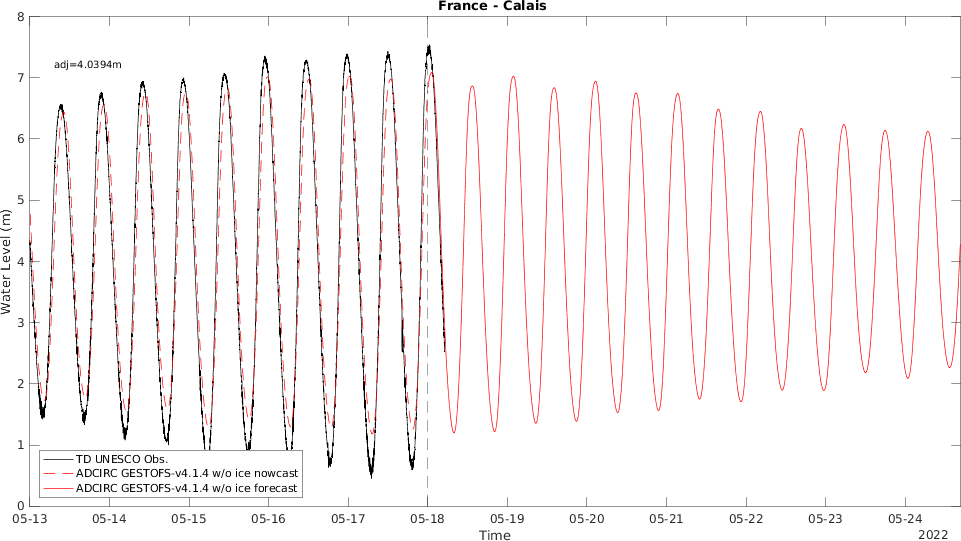 France - Calais
adj=4.0394m
Water Level (m)
8
7
6
5
4
3
2
1
0
TD UNESCO Obs.
ADCIRC GESTOFS-v4.1.4 w/o ice nowcast
ADCIRC GESTOFS-v4.1.4 w/o ice forecast
05-13 05-14 05-15 05-16 05-17 05-18 05-19 05-20 05-21 05-22 05-23 05-24
Time
2022